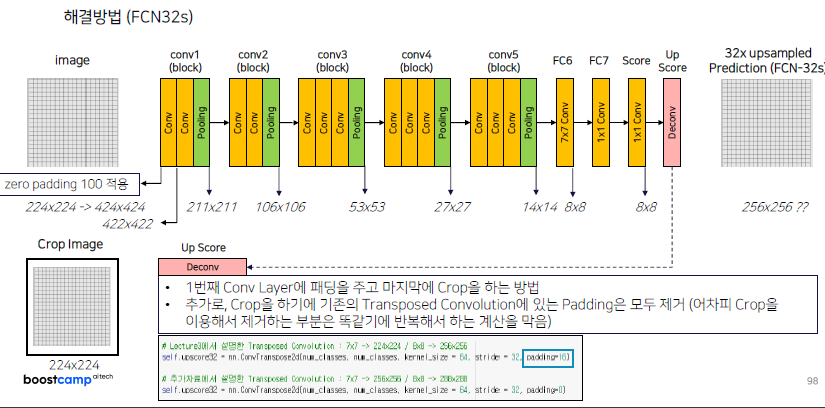 해결방법 (FCN32s)
image
conv1
(block)
conv2
(block)
conv3
(block)
conv4
(block)
conv5
(block)
FC6
FC7
Score
Up
Score
32x upsampled
Prediction (FCN-32s)
Conv
Conv
Pooling
Conv
Conv
Pooling
Conv
Conv
Conv
Pooling
Conv
Conv
Conv
Pooling
Conv
Conv
Conv
Pooling
7x7 Conv
1x1 Conv
1x1 Conv
Deconv
zero padding 100 적용
224x224 -> 424x424
422x422
211x211
106x106
53x53
27x27
14x14
8x8
8x8
256x256 ??
Crop Image
224x224
Up Score
Deconv
• 1번째 Conv Layer에 패딩을 주고 마지막에 Crop을 하는 방법
• 추가로, Crop을 하기에 기존의 Transposed Convolution에 있는 Padding은 모두 제거 (어차피 Crop을
이용해서 제거하는 부분은 똑같기에 반복해서 하는 계산을 막음)
# Lecture3에서 설명한 Transposed Convolution : 7x7 -> 224x224 / 8x8 -> 256x256
self.upscore32 = nn.ConvTranspose2d(num_classes, num_classes, kernel_size = 64, stride = 32, padding=16)
# 추가자료에서 설명한 Transposed Convolution : 7x7 -> 256x256 / 8x8 -> 288x288
self.upscore32 = nn.ConvTranspose2d(num_classes, num_classes, kernel_size = 64, stride = 32, padding=0)
boostcamp aitech
98